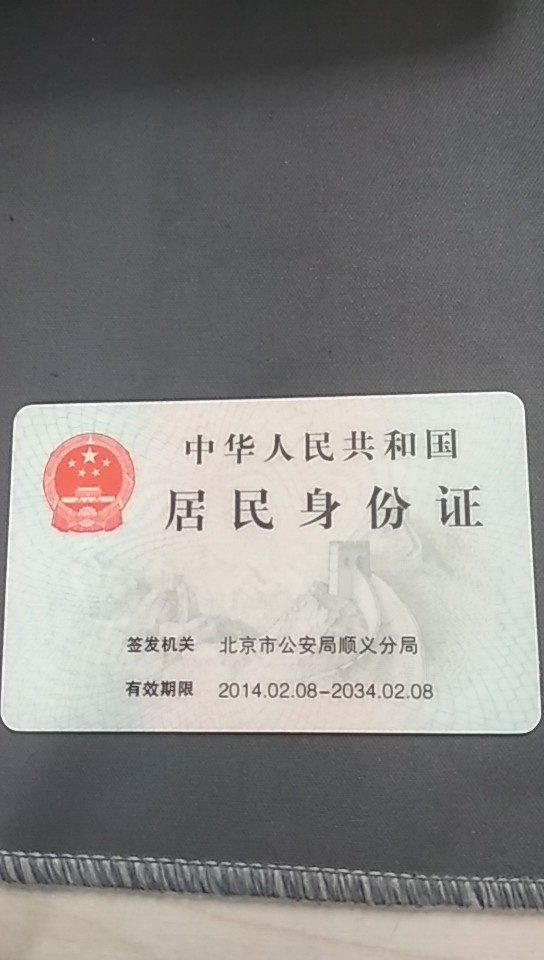 中华人民共和国
居民身份证
签发机关 北京市公安局顺义分局
有效期限 2014.02.08-2034.02.08